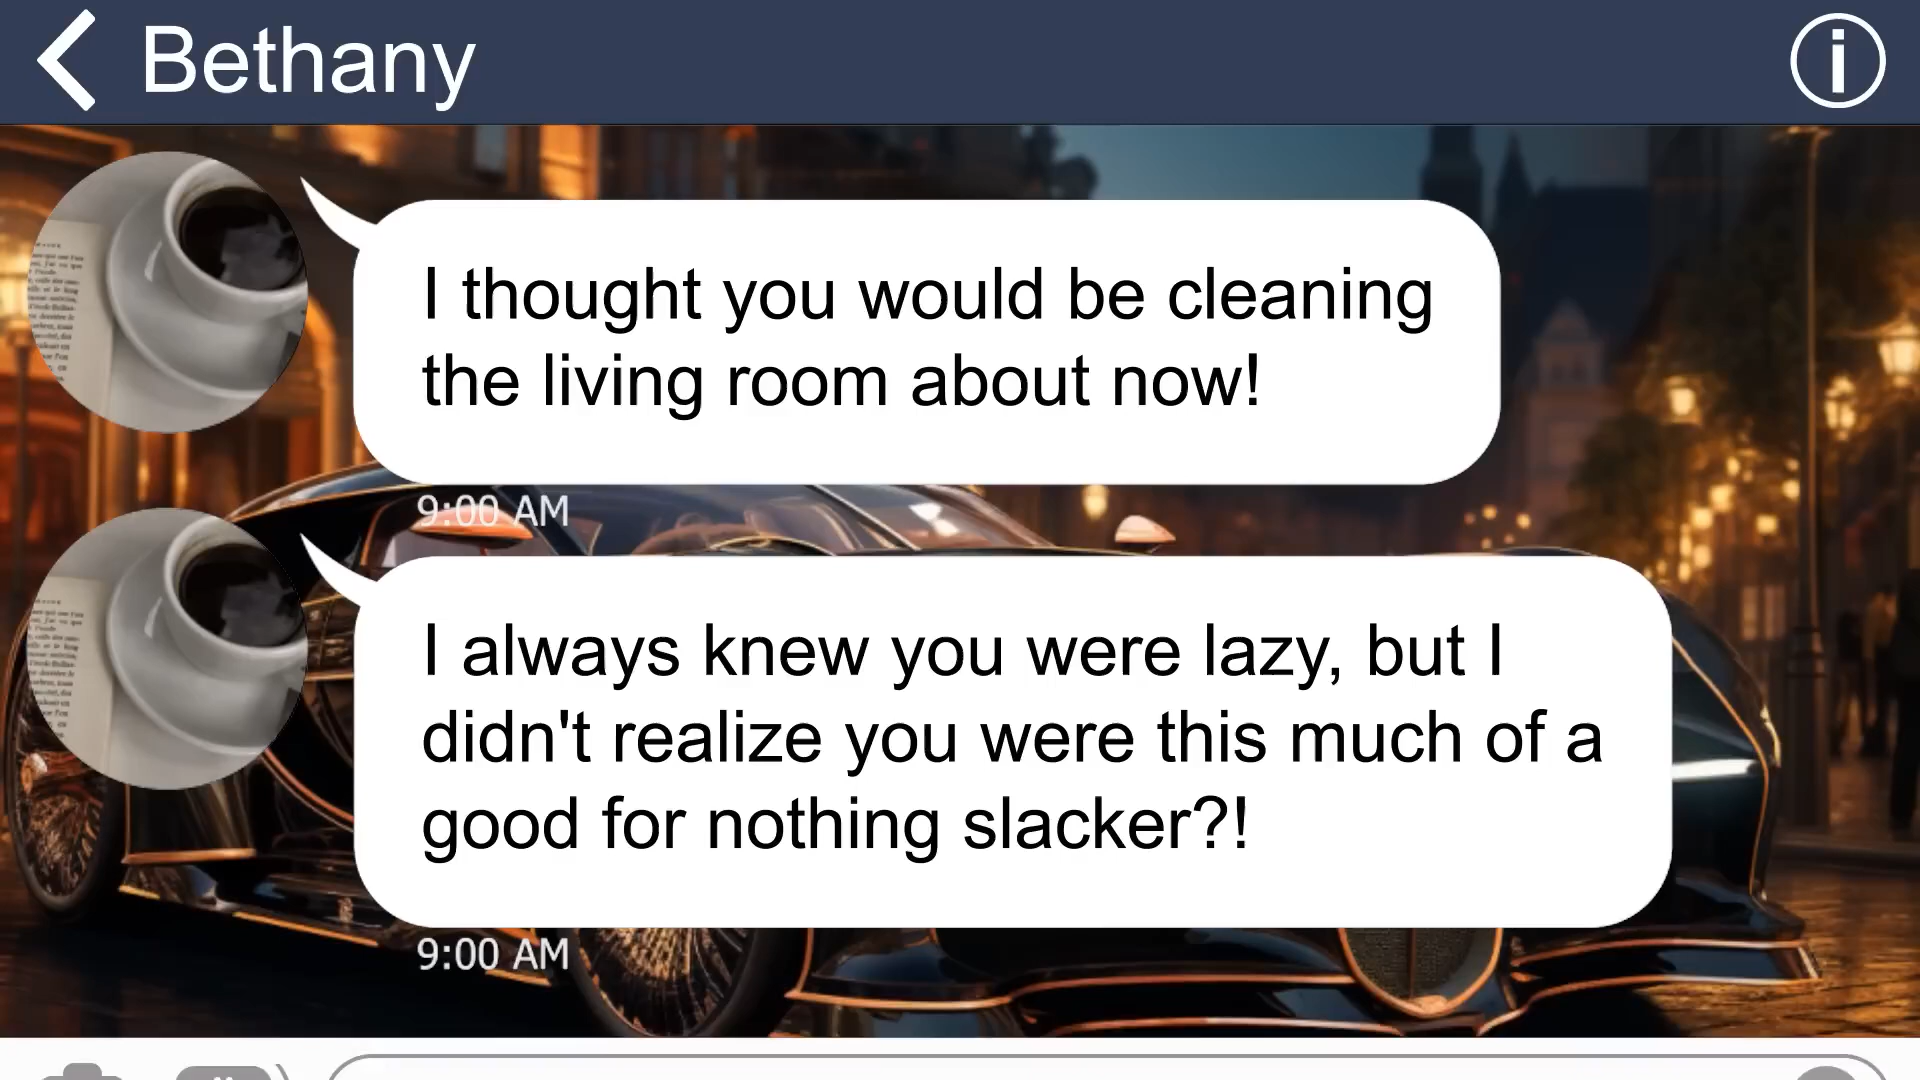 Bethany
I thought you would be cleaning
the living room about now!
9:00 AM
I always knew you were lazy, but I
didn't realize you were this much of a
good for nothing slacker?!
9:00 AM